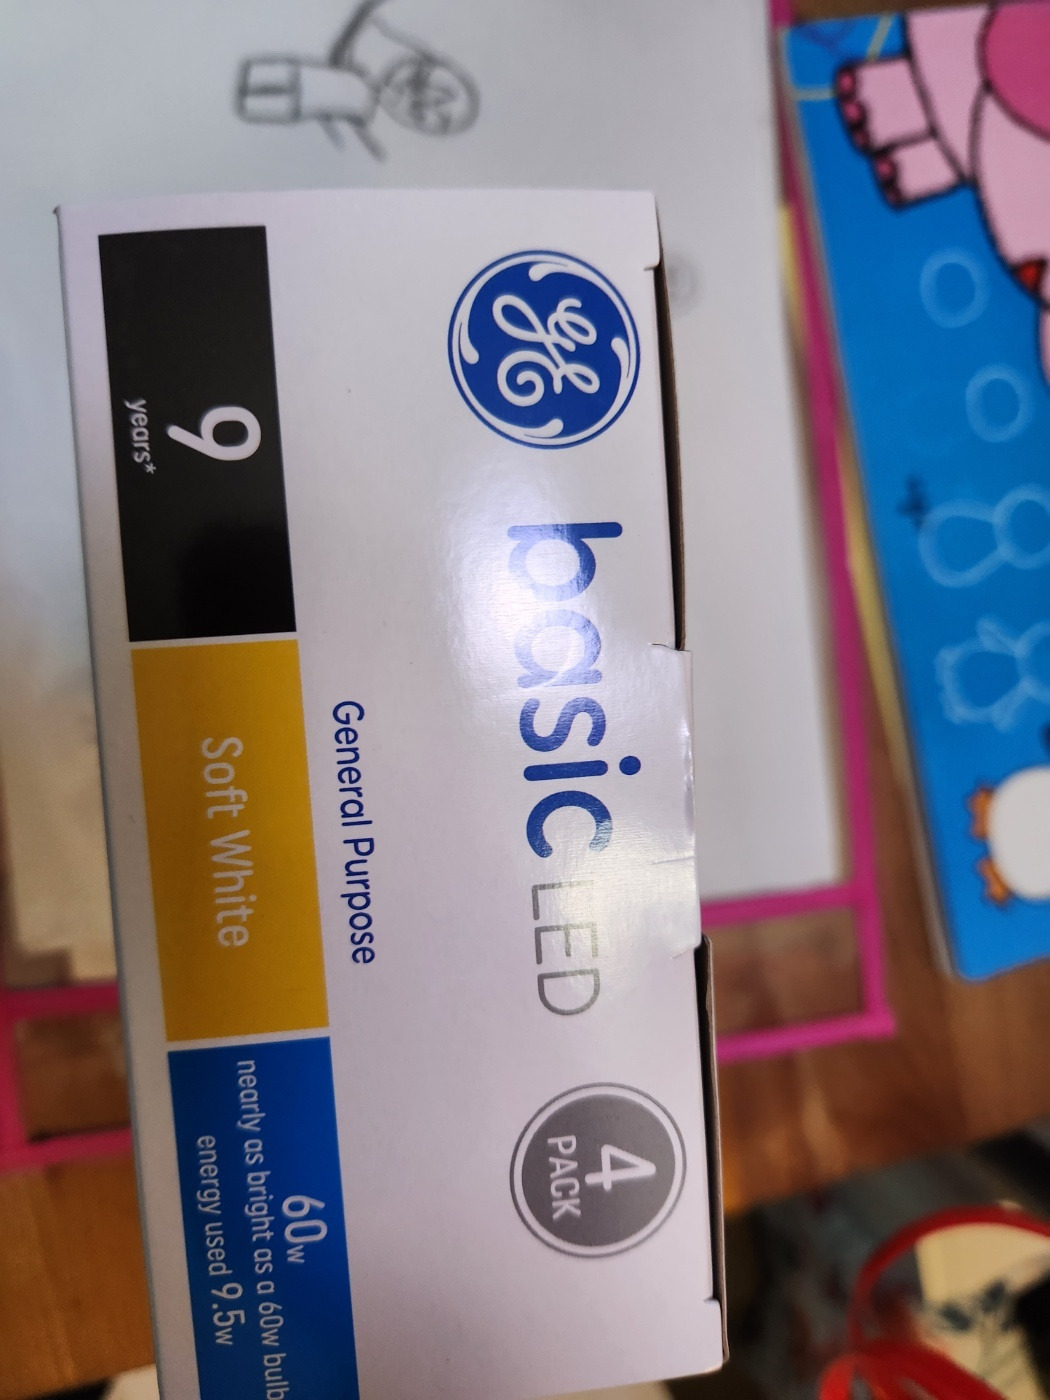 GE
basic LED
4
PACK
General Purpose
9
years*
Soft White
60w
nearly as bright as a 60w bulb
energy used 9.5w